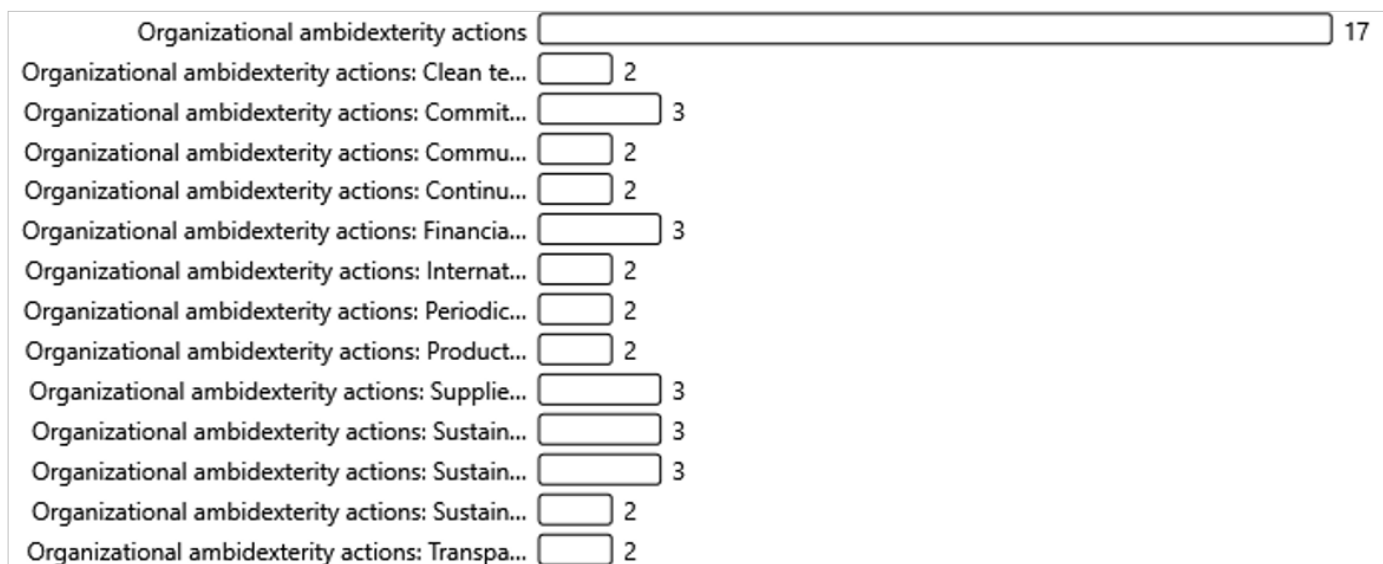 Organizational ambidexterity actions 17
Organizational ambidexterity actions: Clean te... 2
Organizational ambidexterity actions: Commit... 3
Organizational ambidexterity actions: Commu... 2
Organizational ambidexterity actions: Continu... 2
Organizational ambidexterity actions: Financia... 3
Organizational ambidexterity actions: Internat... 2
Organizational ambidexterity actions: Periodic... 2
Organizational ambidexterity actions: Product... 2
Organizational ambidexterity actions: Supplie... 3
Organizational ambidexterity actions: Sustain... 3
Organizational ambidexterity actions: Sustain... 3
Organizational ambidexterity actions: Sustain... 2
Organizational ambidexterity actions: Transpa... 2